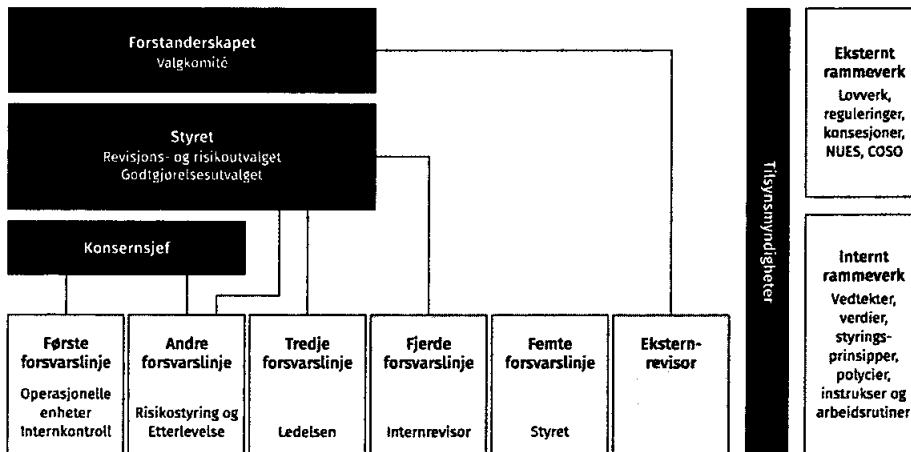 Forstanderskapet
Valgkomité
Styret
Revisjons- og risikoutvalget
Godtgjørelsesutvalget
Konsernsjef
Første
forsvarslinje
Operasjonelle
enheter
Internkontroll
Andre
forsvarslinje
Risikostyring og
Etterlevelse
Tredje
forsvarslinje
Ledelsen
Fjerde
forsvarslinje
Internrevisor
Femte
forsvarslinje
Styret
Ekstern-
revisor
Tilsynsmyndigheter
Eksternt
rammeverk
Lovverk,
reguleringer,
konsesjoner,
NUES, COSO
Internt
rammeverk
Vedtekter,
verdier,
styrings-
prinsipper,
policyer,
instrukser og
arbeidsrutiner